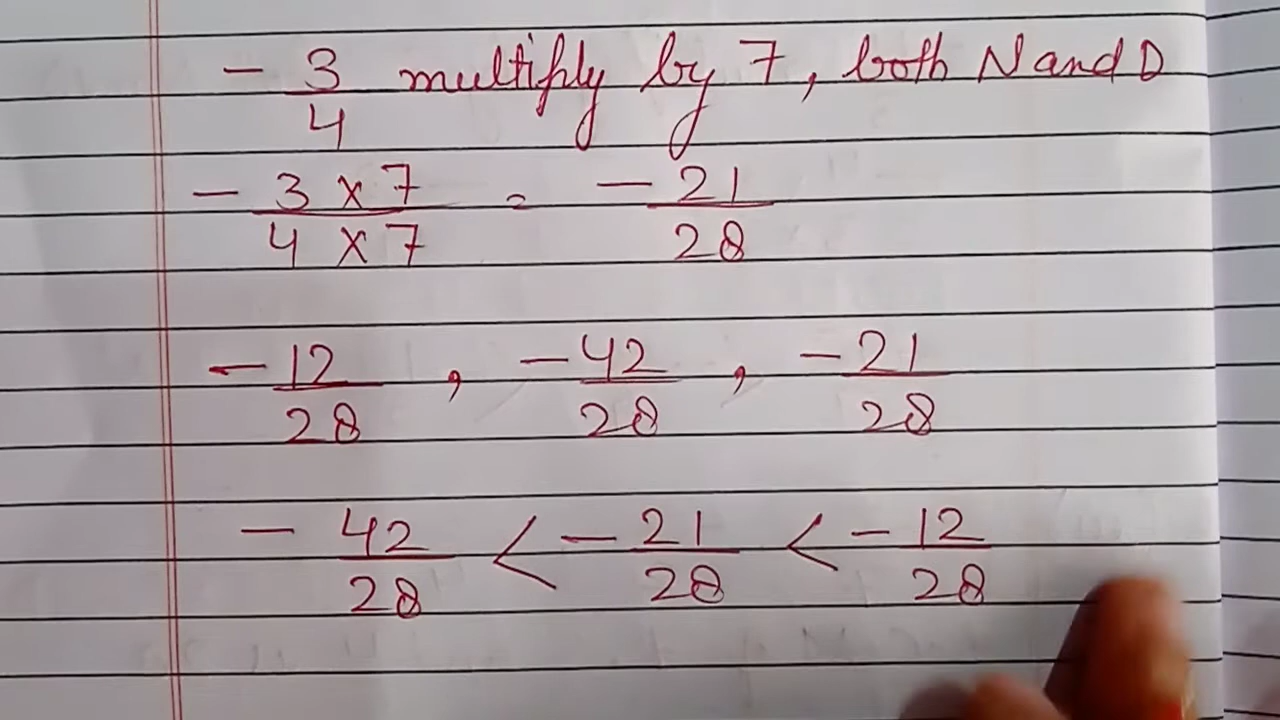 -3/4 multiply by 7, both N and D
-3 x 7/4 x 7 = -21/28
-12/28, -42/28, -21/28
-42/28 < -21/28 < -12/28